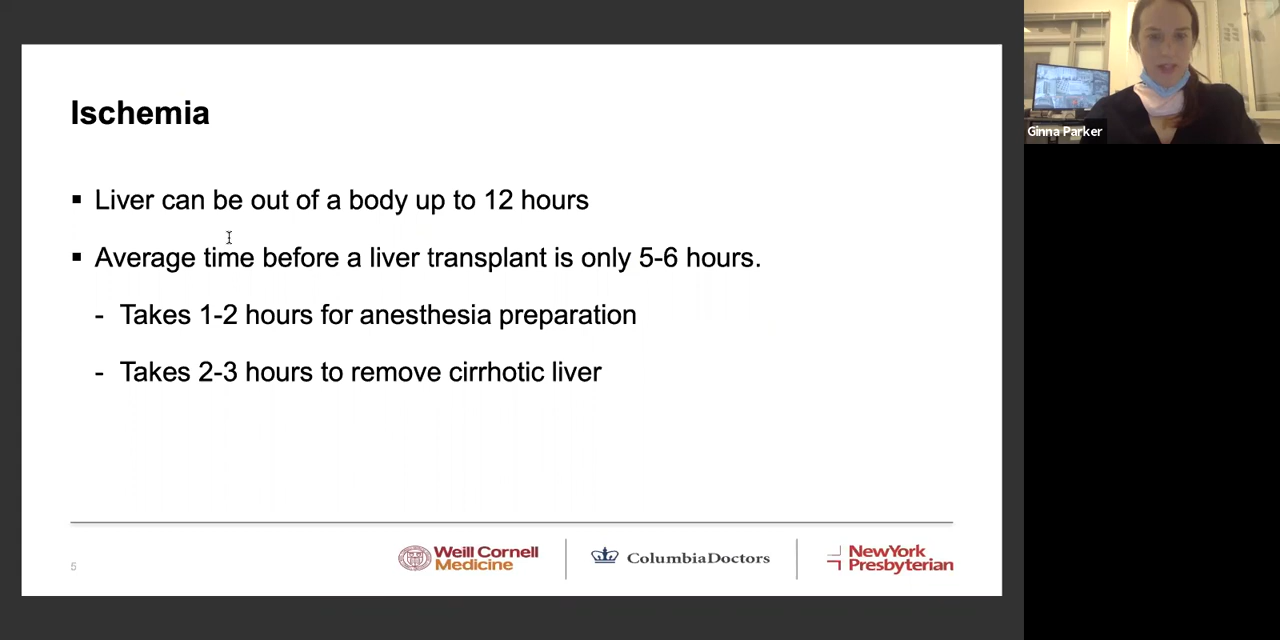 Ischemia
▪ Liver can be out of a body up to 12 hours
▪ Average time before a liver transplant is only 5-6 hours.
- Takes 1-2 hours for anesthesia preparation
- Takes 2-3 hours to remove cirrhotic liver
5
Weill Cornell
Medicine
ColumbiaDoctors
NewYork
Presbyterian
Ginna Parker